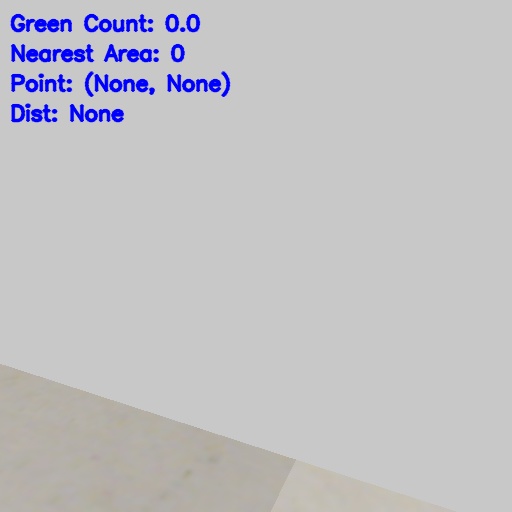 Green Count: 0.0
Nearest Area: 0
Point: (None, None)
Dist: None